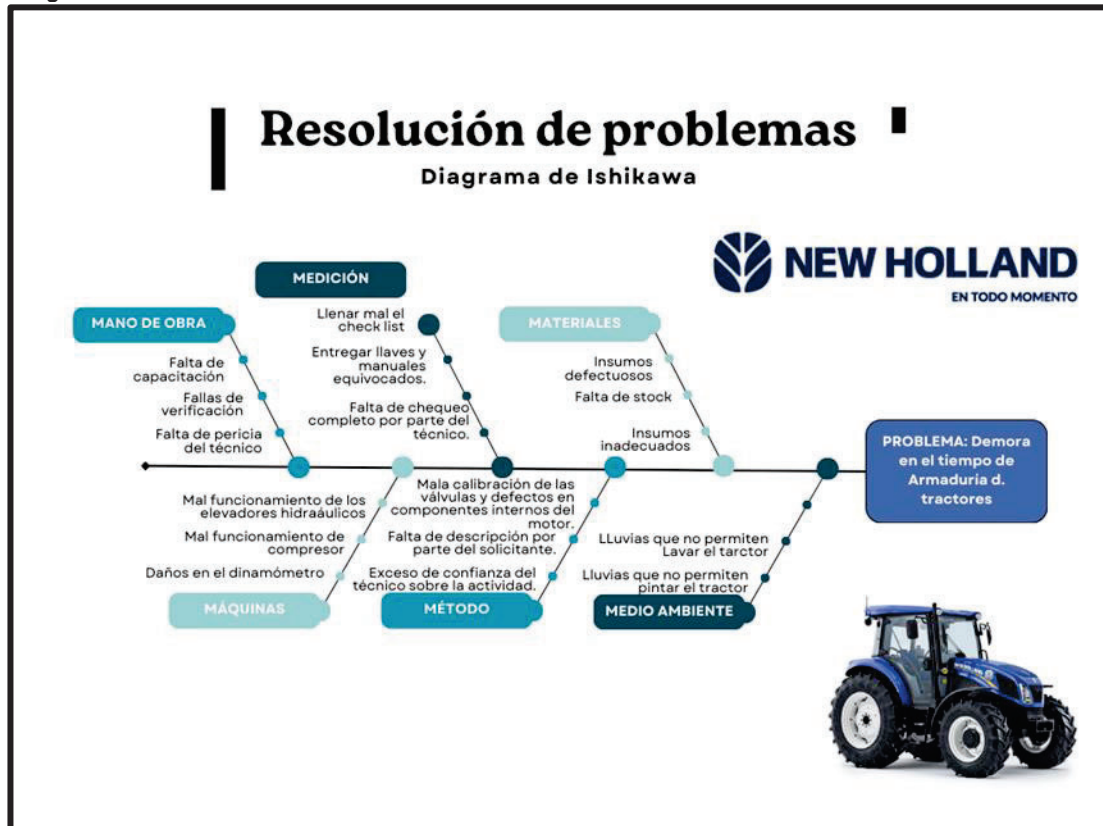 Resolución de problemas
Diagrama de Ishikawa
NEW HOLLAND
EN TODO MOMENTO
MEDICIÓN
Llenar mal el
check list
Entregar llaves y
manuales
equivocados.
Falta de chequeo
completo por parte del
técnico.
MANO DE OBRA
Falta de
capacitación
Fallas de
verificación
Falta de pericia
del técnico
MATERIALES
Insumos
defectuosos
Falta de stock
Insumos
inadecuados
PROBLEMA: Demora
en el tiempo de
Armaduria d.
tractores
Mal funcionamiento de los
elevadores hidraáulicos
Mal funcionamiento de
compresor
Daños en el dinamómetro
MÁQUINAS
Mala calibración de las
válvulas y defectos en
componentes internos del
motor.
Falta de descripción por
parte del solicitante.
Exceso de confianza del
técnico sobre la actividad.
MÉTODO
LLuvias que no permiten
Lavar el tarctor
Lluvias que no permiten
pintar el tractor
MEDIO AMBIENTE